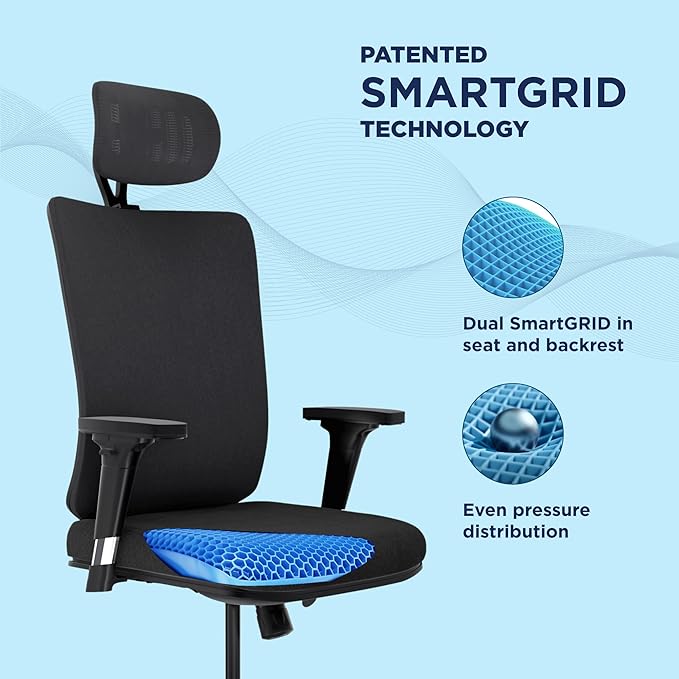 PATENTED
SMARTGRID
TECHNOLOGY
Dual SmartGRID in
seat and backrest
Even pressure
distribution